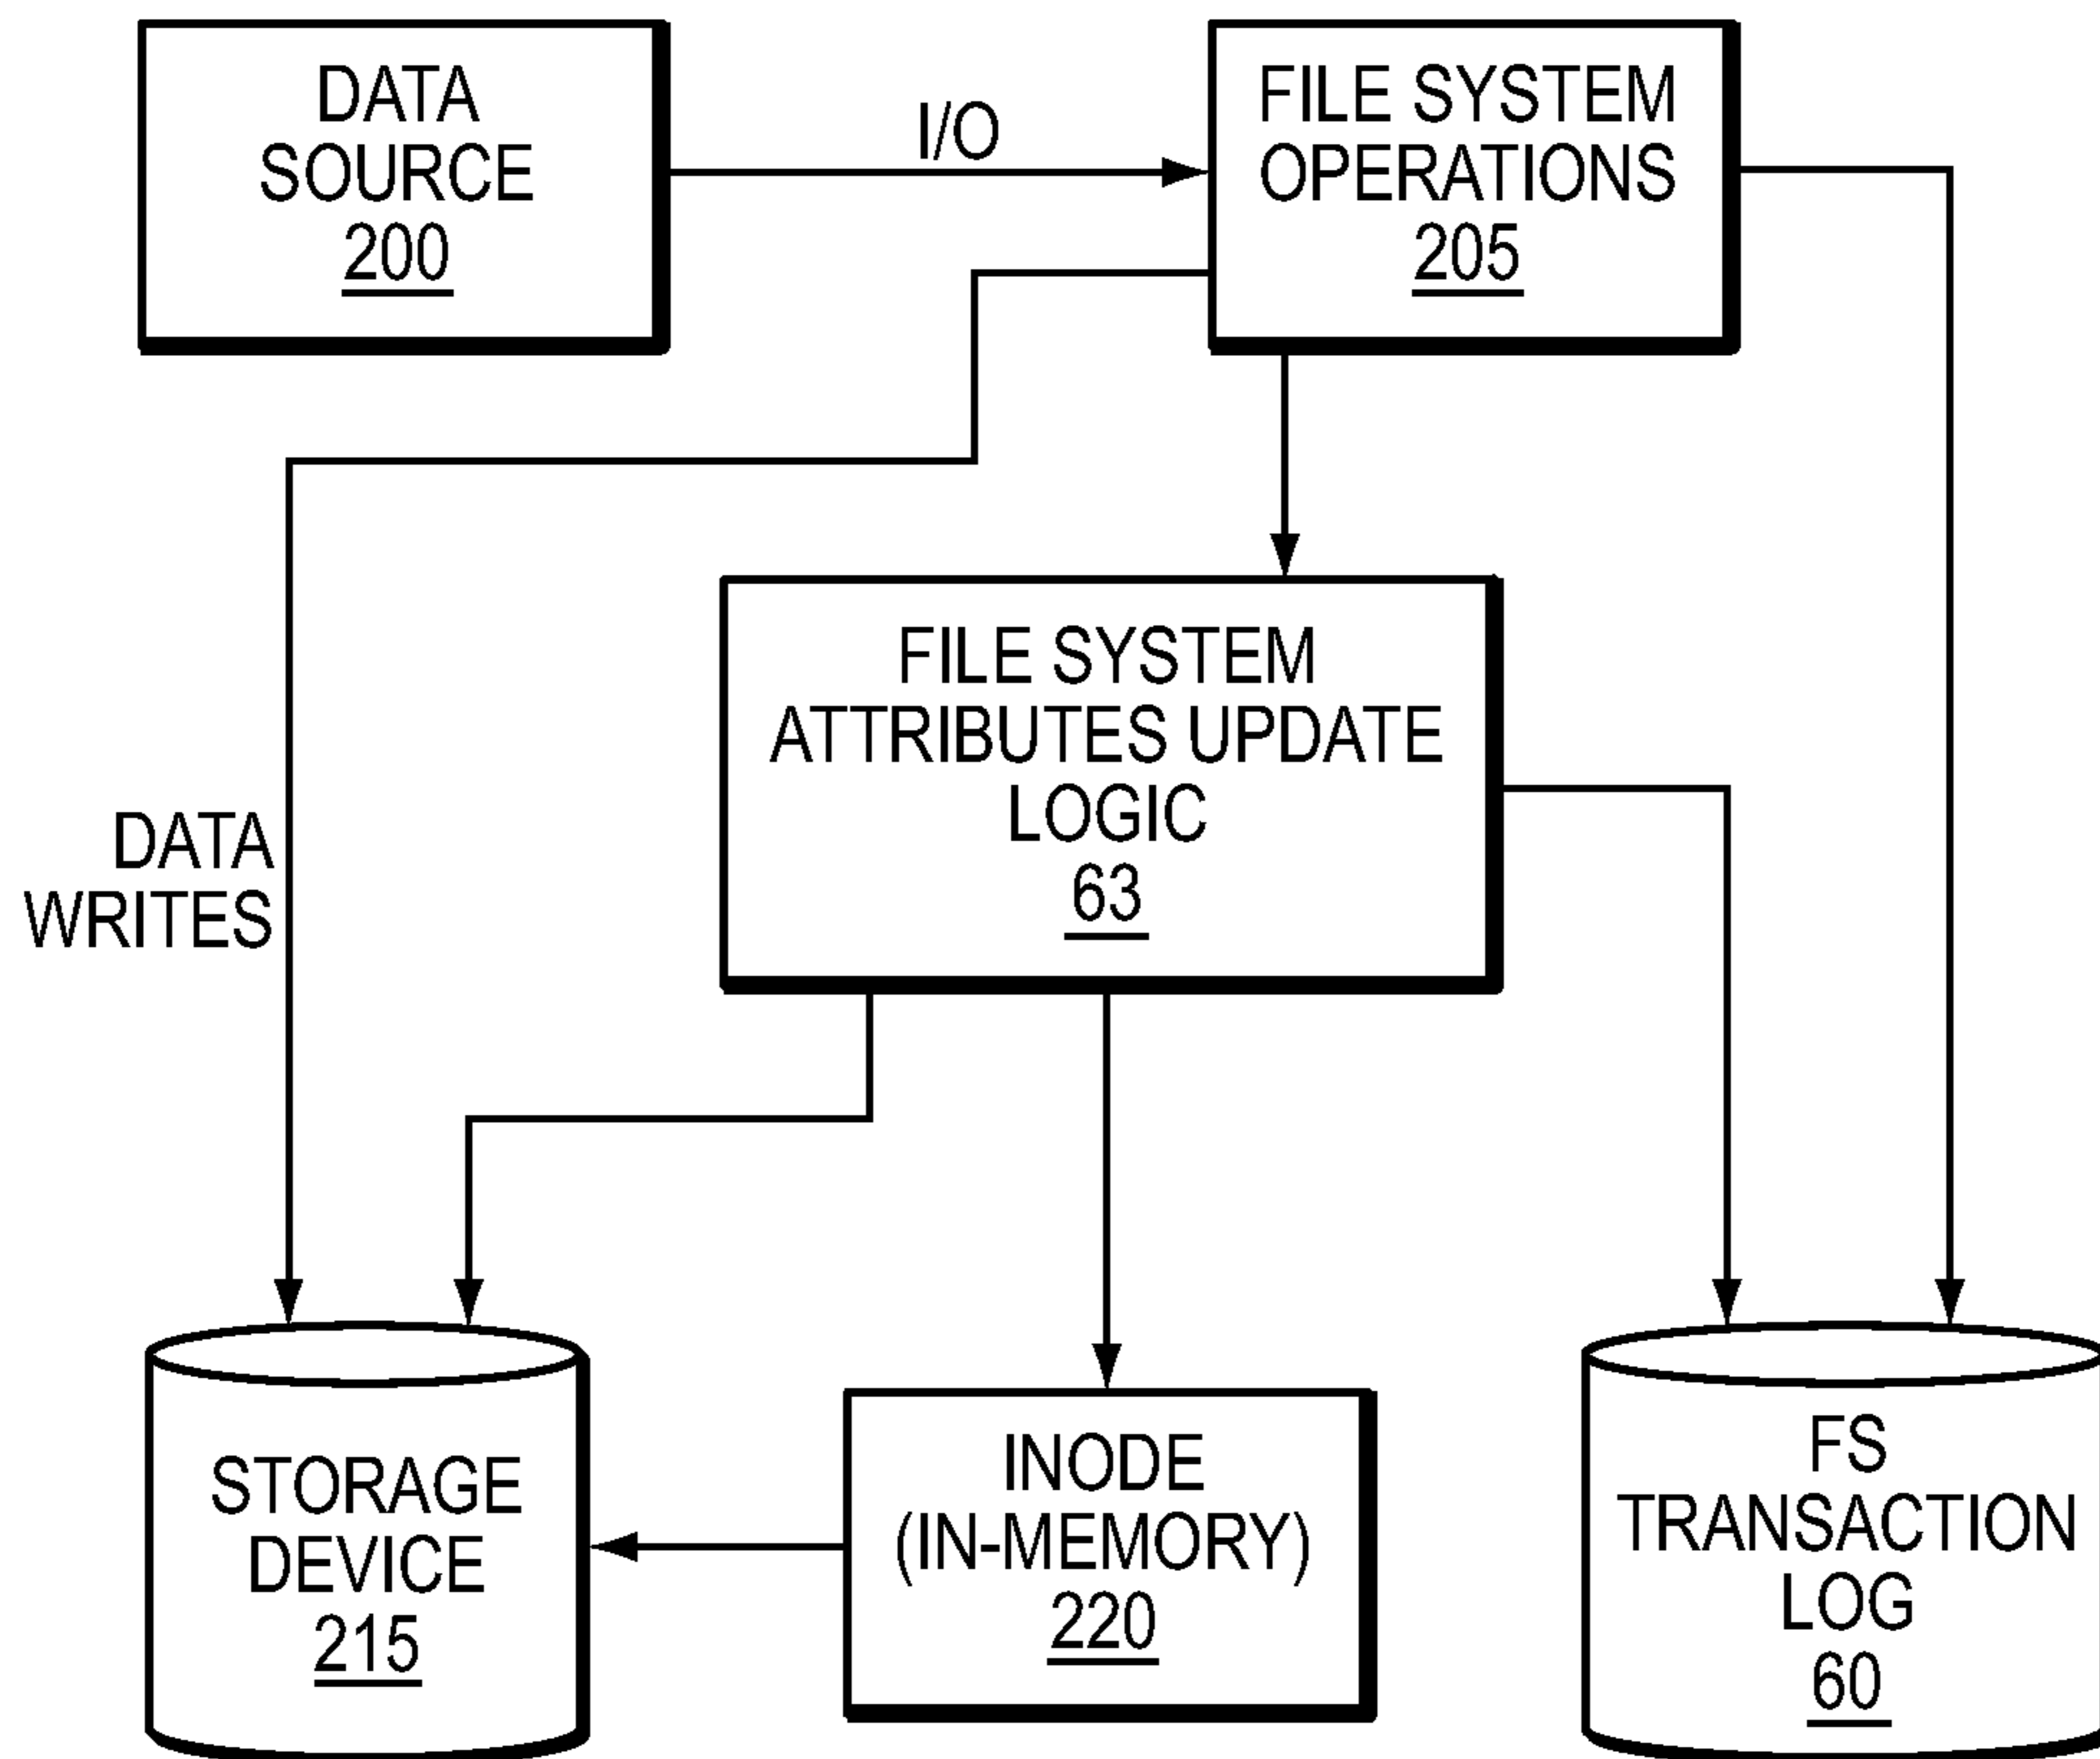 DATA
SOURCE
200
I/O
FILE SYSTEM
OPERATIONS
205
FILE SYSTEM
ATTRIBUTES UPDATE
LOGIC
63
DATA
WRITES
STORAGE
DEVICE
215
INODE
(IN-MEMORY)
220
FS
TRANSACTION
LOG
60